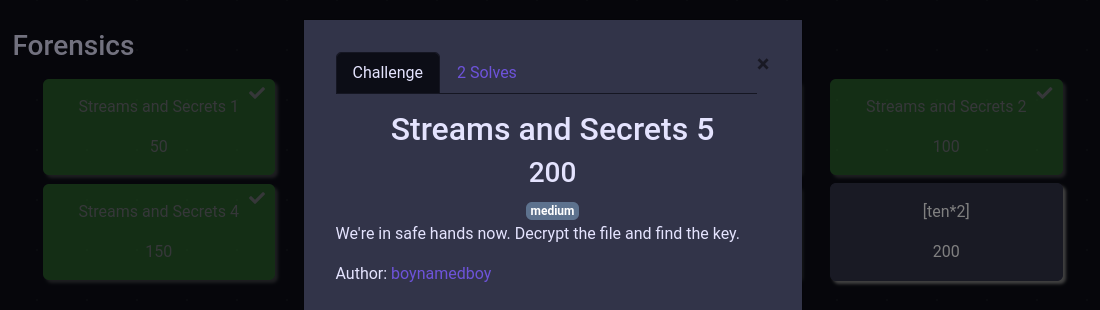 Forensics
Challenge
2 Solves
×
Streams and Secrets 1
50
Streams and Secrets 2
100
Streams and Secrets 5
200
medium
We're in safe hands now. Decrypt the file and find the key.
Streams and Secrets 4
150
[ten*2]
200
Author: boynamedboy